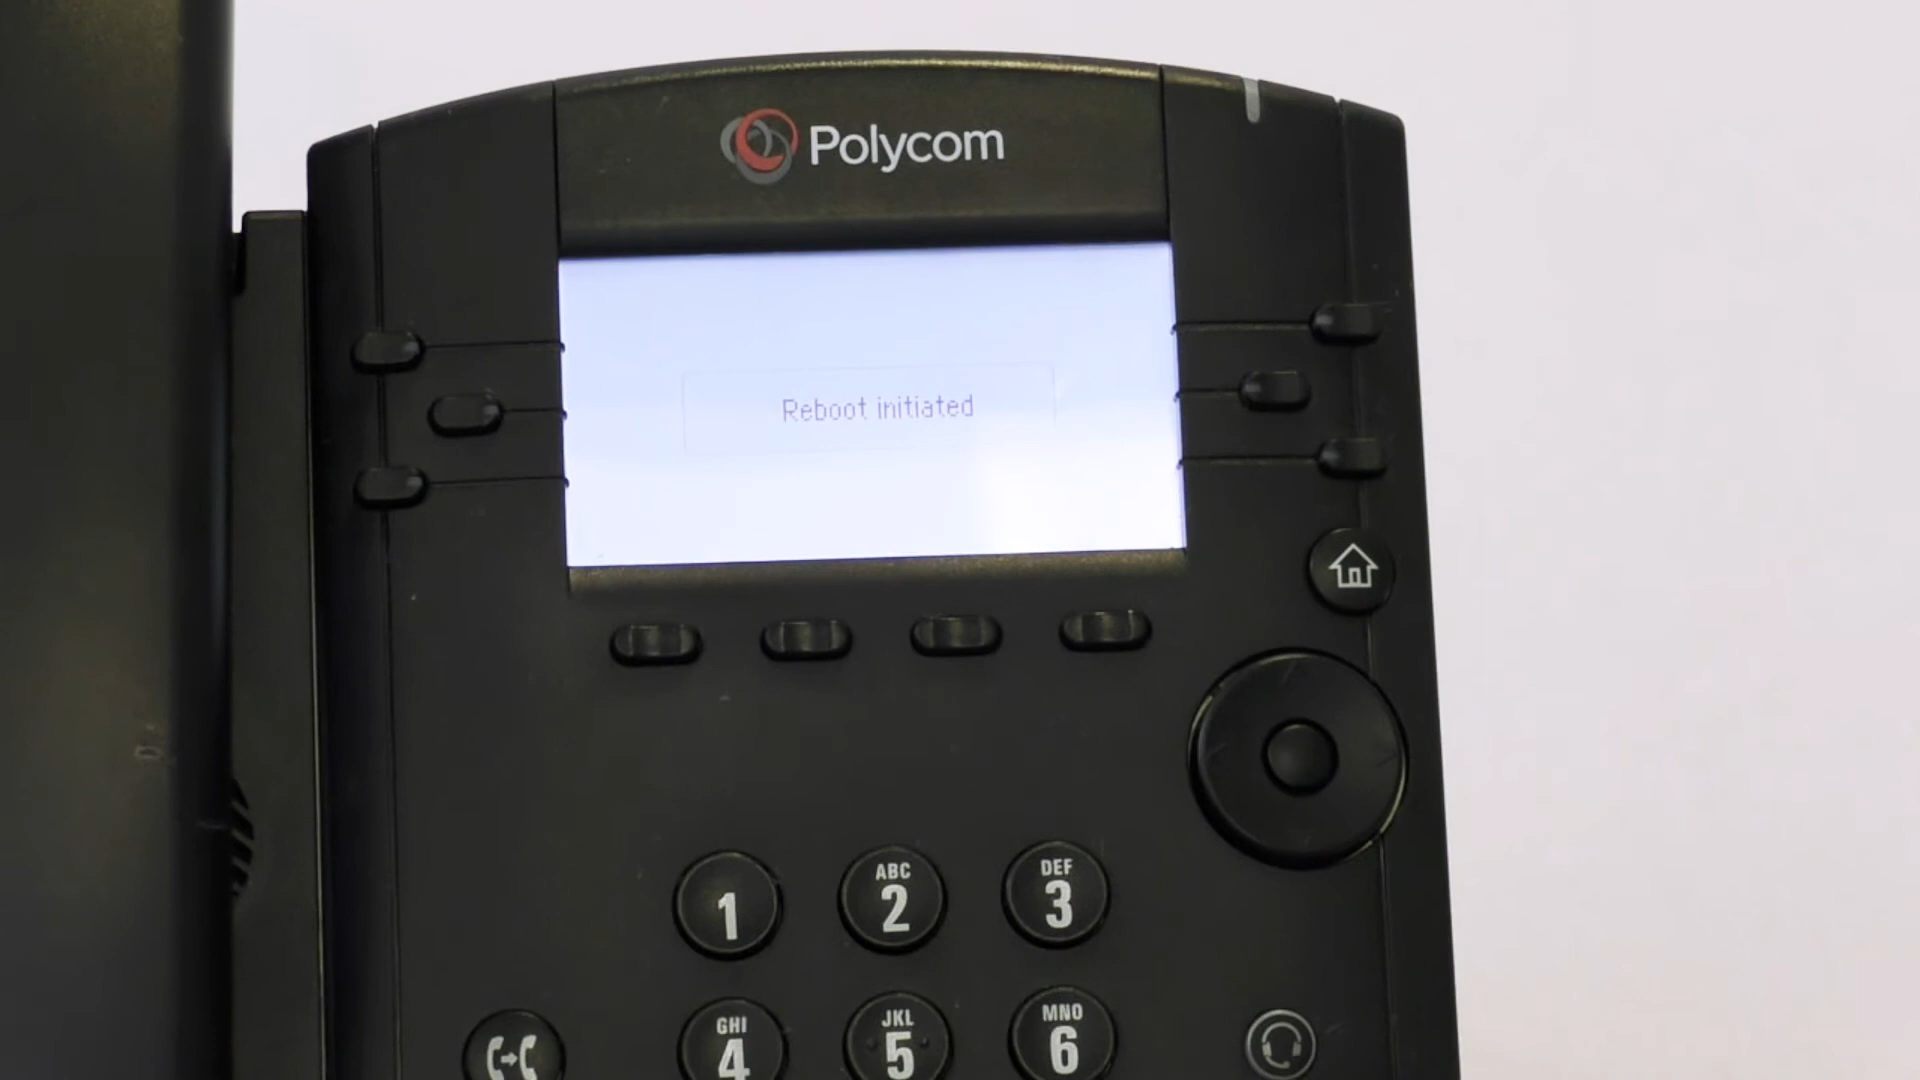 Polycom
Reboot initiated
1
ABC
2
DEF
3
GHI
4
JKL
5
MNO
6